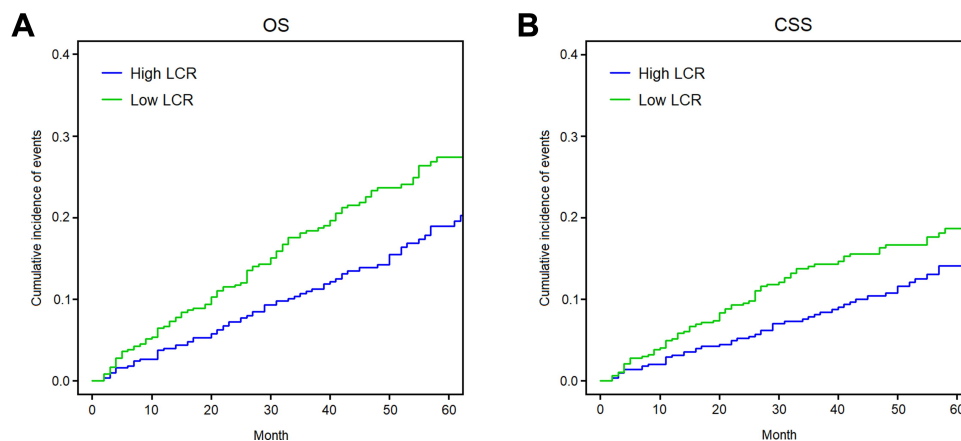 A
OS
High LCR
Low LCR
Cumulative incidence of events
0.4
0.3
0.2
0.1
0.0
0 10 20 30 40 50 60
Month
B
CSS
High LCR
Low LCR
Cumulative incidence of events
0.4
0.3
0.2
0.1
0.0
0 10 20 30 40 50 60
Month